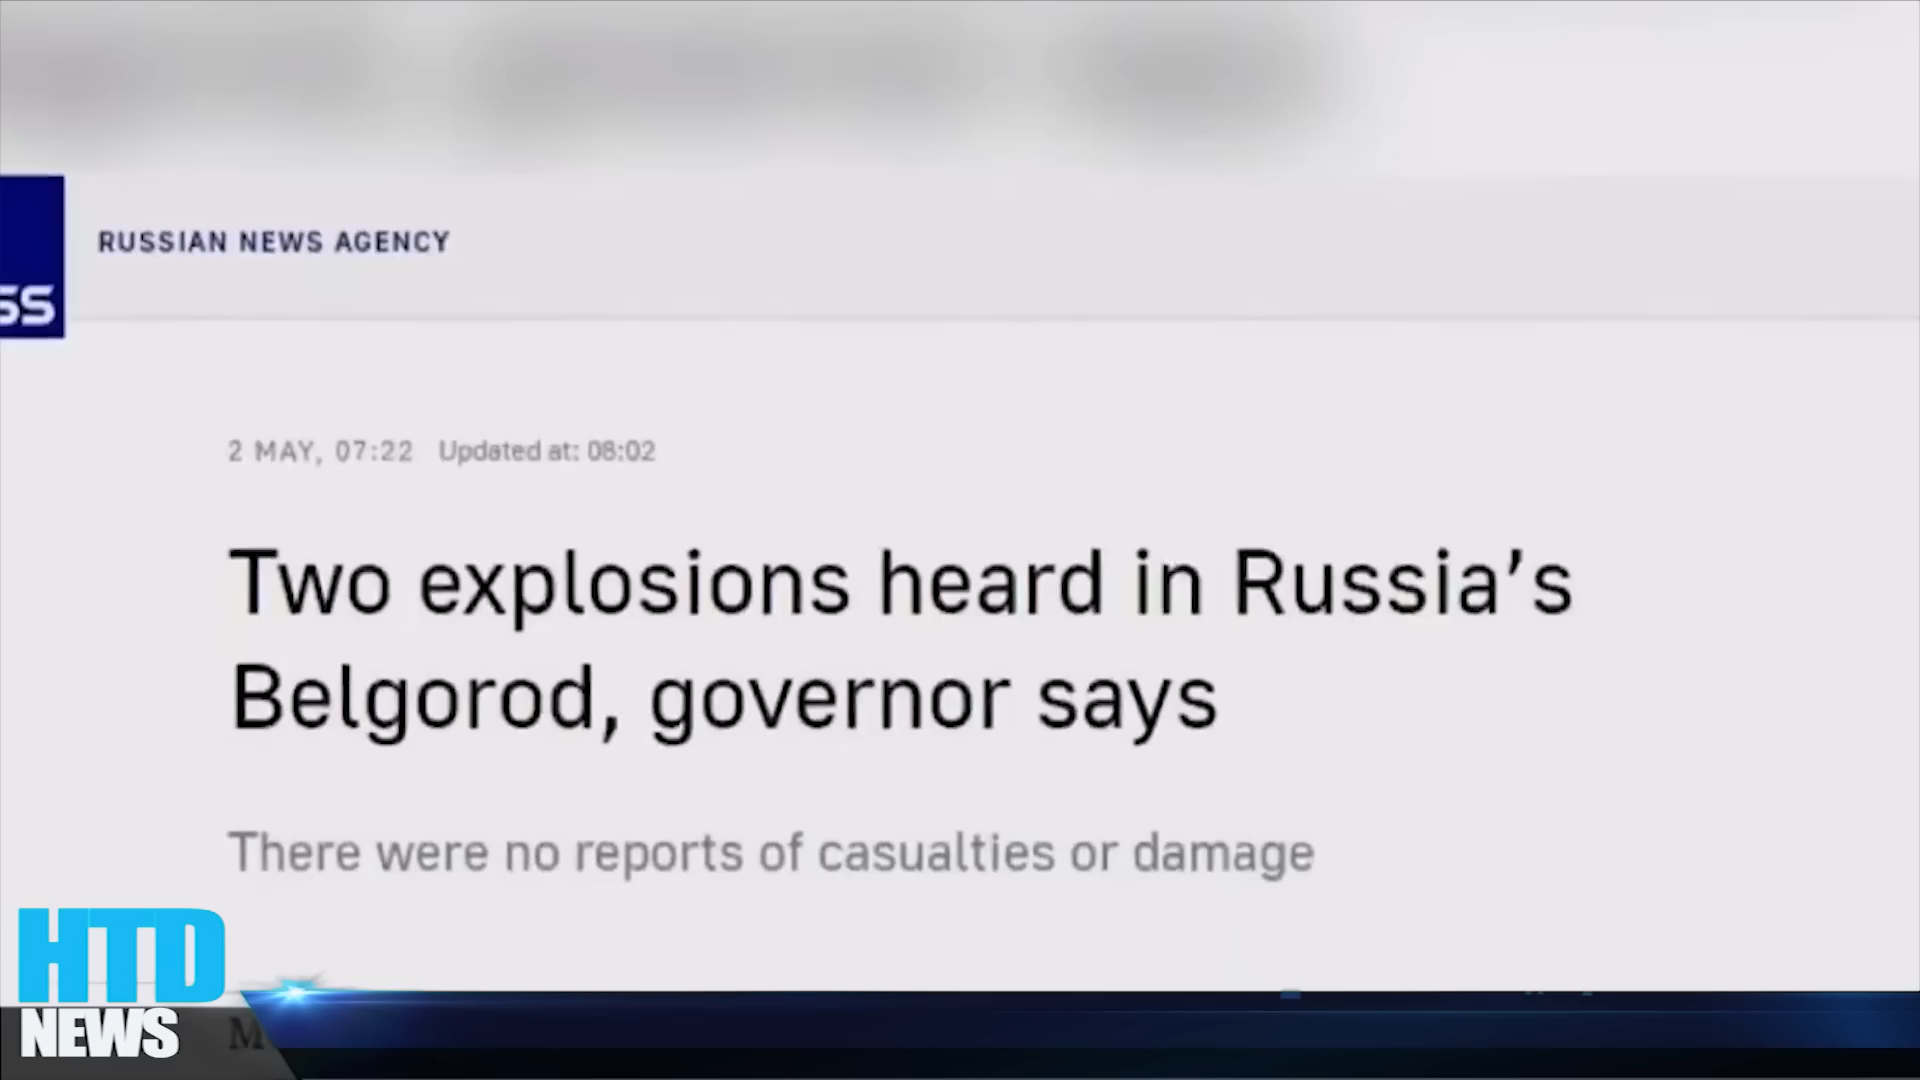 RUSSIAN NEWS AGENCY
SS
2 MAY, 07:22 Updated at: 08:02
Two explosions heard in Russia’s
Belgorod, governor says
There were no reports of casualties or damage
HTD
NEWS